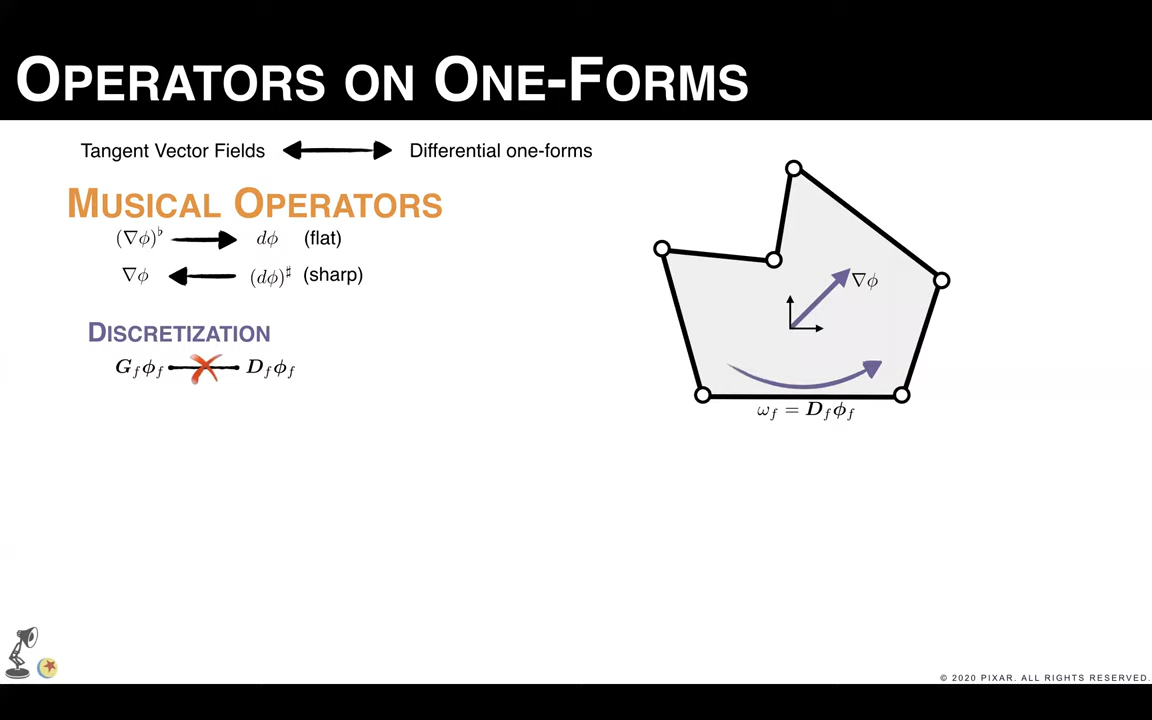 OPERATORS ON ONE-FORMS
Tangent Vector Fields ⟷ Differential one-forms
MUSICAL OPERATORS
(∇ϕ)♭ ⟶ dϕ (flat)
∇ϕ ⟵ (dϕ)♯ (sharp)
DISCRETIZATION
G_f ϕ_f D_f ϕ_f
∇ϕ
ω_f = D_f ϕ_f
© 2020 PIXAR. ALL RIGHTS RESERVED.